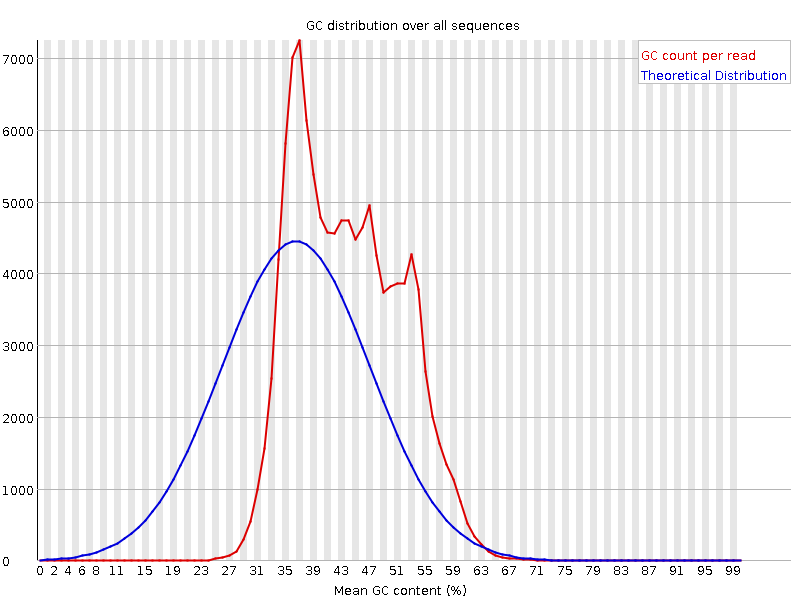 GC distribution over all sequences
GC count per read
Theoretical Distribution
7000
6000
5000
4000
3000
2000
1000
0
0 2 4 6 8 11 15 19 23 27 31 35 39 43 47 51 55 59 63 67 71 75 79 83 87 91 95 99
Mean GC content (%)